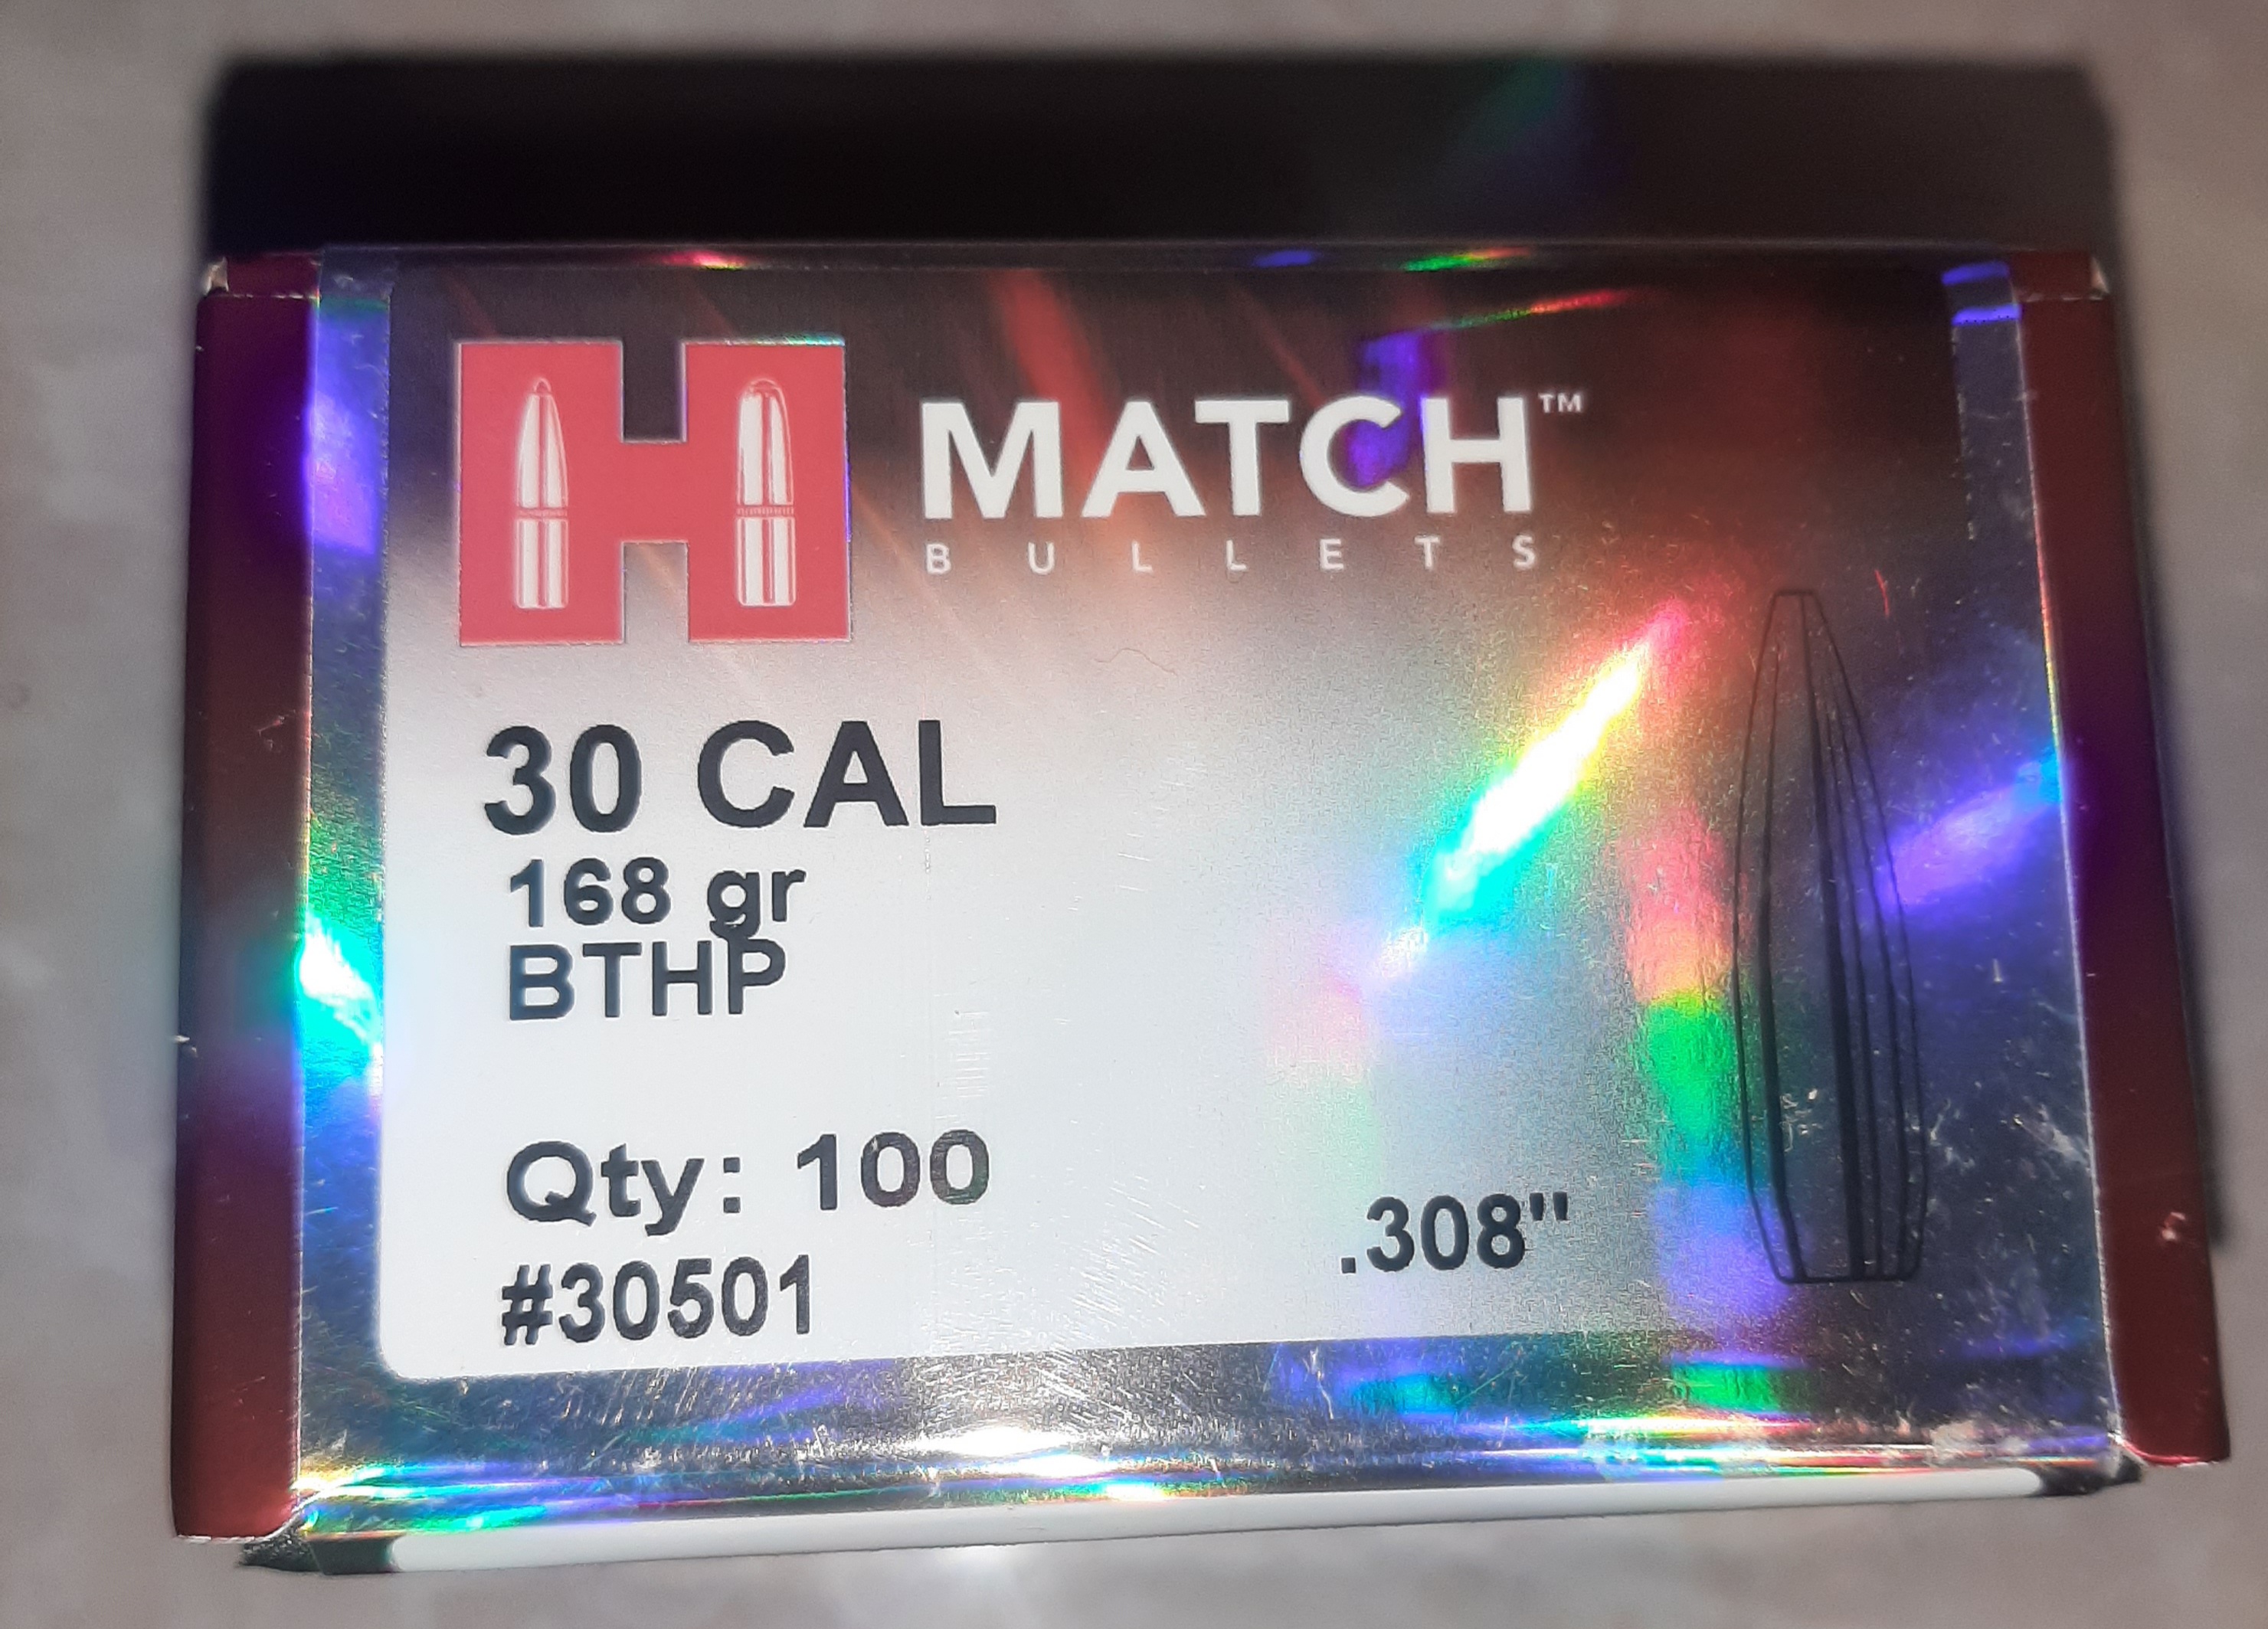 H MATCH™
BULLETS
30 CAL
168 gr
BTHP
Qty: 100
#30501
.308"